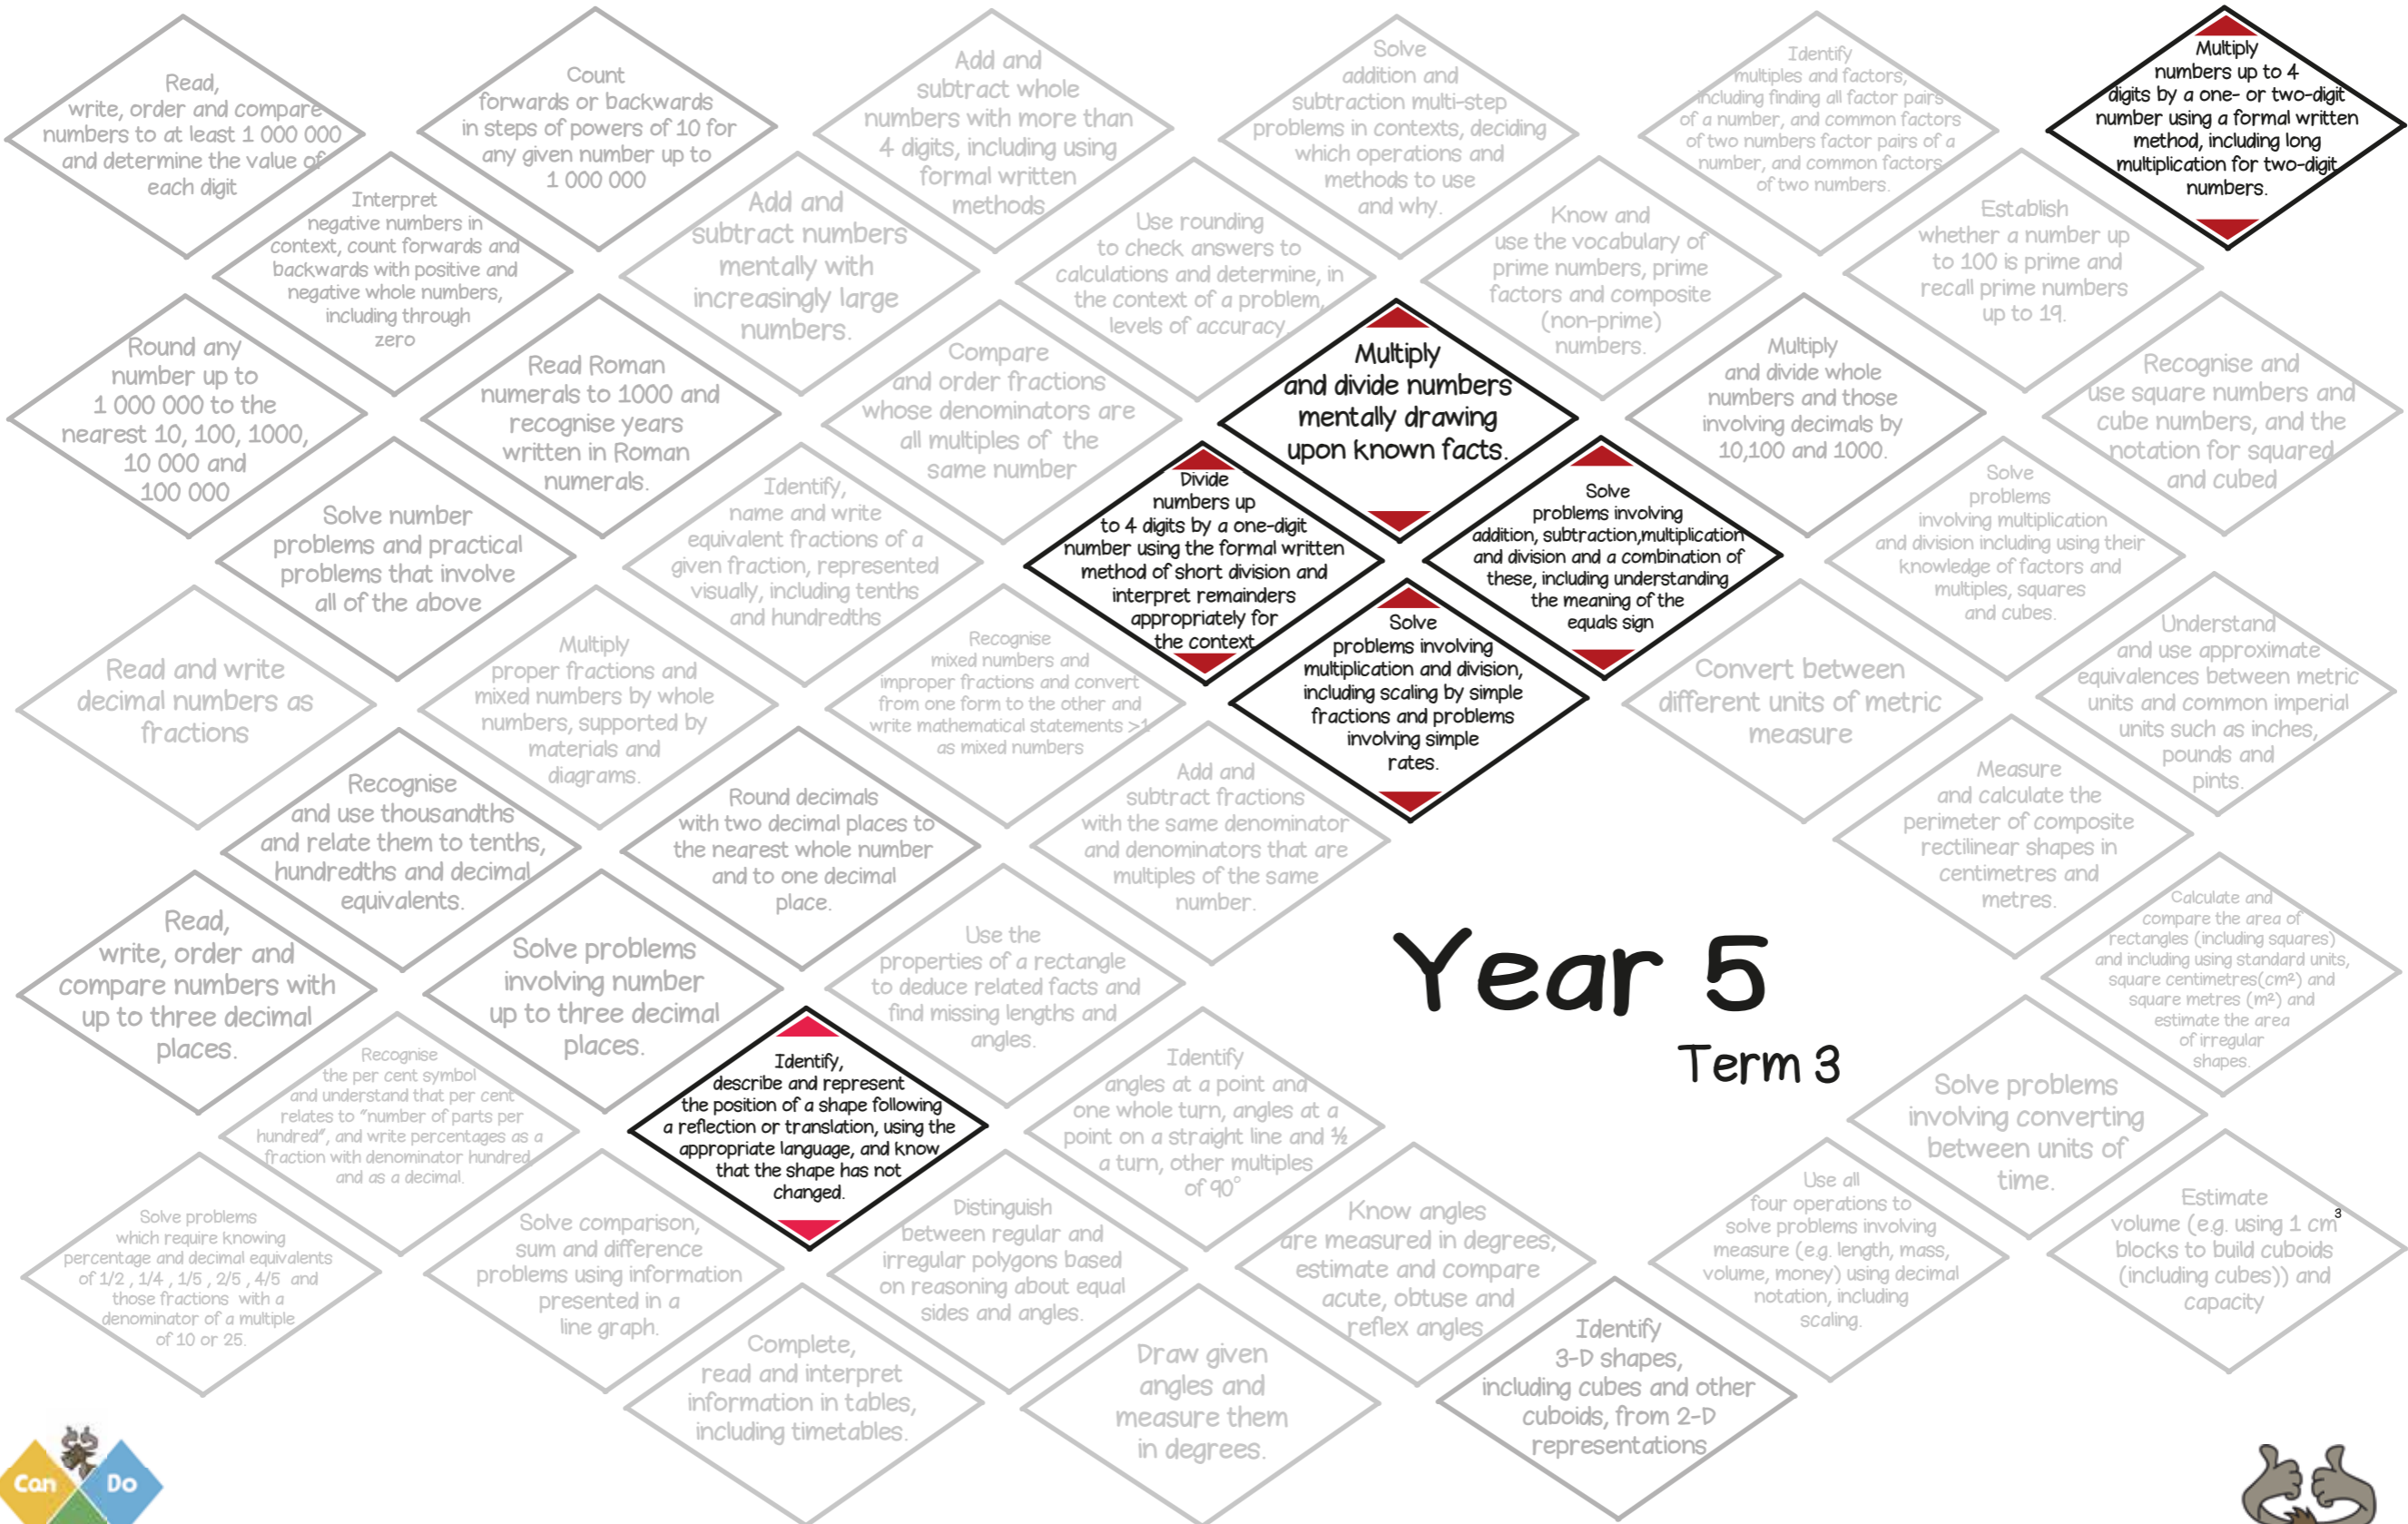 Read,
write, order and compare
numbers to at least 1 000 000
and determine the value of
each digit
Count
forwards or backwards
in steps of powers of 10 for
any given number up to
1 000 000
Add and
subtract whole
numbers with more than
4 digits, including using
formal written
methods
Solve
addition and
subtraction multi-step
problems in contexts, deciding
which operations and
methods to use
and why.
Identify
multiples and factors,
including finding all factor pairs
of a number, and common factors
of two numbers factor pairs of a
number, and common factors
of two numbers.
Multiply
numbers up to 4
digits by a one- or two-digit
number using a formal written
method, including long
multiplication for two-digit
numbers.
Interpret
negative numbers in
context, count forwards and
backwards with positive and
negative whole numbers,
including through
zero
Add and
subtract numbers
mentally with
increasingly large
numbers.
Use rounding
to check answers to
calculations and determine, in
the context of a problem,
levels of accuracy
Know and
use the vocabulary of
prime numbers, prime
factors and composite
(non-prime)
numbers.
Establish
whether a number up
to 100 is prime and
recall prime numbers
up to 19.
Round any
number up to
1 000 000 to the
nearest 10, 100, 1000,
10 000 and
100 000
Read Roman
numerals to 1000 and
recognise years
written in Roman
numerals.
Compare
and order fractions
whose denominators are
all multiples of the
same number
Multiply
and divide numbers
mentally drawing
upon known facts.
Multiply
and divide whole
numbers and those
involving decimals by
10,100 and 1000.
Recognise and
use square numbers and
cube numbers, and the
notation for squared
and cubed
Solve number
problems and practical
problems that involve
all of the above
Identify,
name and write
equivalent fractions of a
given fraction, represented
visually, including tenths
and hundredths
Divide
numbers up
to 4 digits by a one-digit
number using the formal written
method of short division and
interpret remainders
appropriately for
the context
Solve
problems involving
addition, subtraction,multiplication
and division and a combination of
these, including understanding
the meaning of the
equals sign
Solve
problems
involving multiplication
and division including using their
knowledge of factors and
multiples, squares
and cubes.
Read and write
decimal numbers as
fractions
Multiply
proper fractions and
mixed numbers by whole
numbers, supported by
materials and
diagrams.
Recognise
mixed numbers and
improper fractions and convert
from one form to the other and
write mathematical statements >1
as mixed numbers
Solve
problems involving
multiplication and division,
including scaling by simple
fractions and problems
involving simple
rates.
Convert between
different units of metric
measure
Understand
and use approximate
equivalences between metric
units and common imperial
units such as inches,
pounds and
pints.
Recognise
and use thousandths
and relate them to tenths,
hundredths and decimal
equivalents.
Round decimals
with two decimal places to
the nearest whole number
and to one decimal
place.
Add and
subtract fractions
with the same denominator
and denominators that are
multiples of the same
number.
Measure
and calculate the
perimeter of composite
rectilinear shapes in
centimetres and
metres.
Read,
write, order and
compare numbers with
up to three decimal
places.
Solve problems
involving number
up to three decimal
places.
Use the
properties of a rectangle
to deduce related facts and
find missing lengths and
angles.
Year 5
Term 3
Calculate and
compare the area of
rectangles (including squares)
and including using standard units,
square centimetres(cm²) and
square metres (m²) and
estimate the area
of irregular
shapes.
Recognise
the per cent symbol
and understand that per cent
relates to "number of parts per
hundred", and write percentages as a
fraction with denominator hundred
and as a decimal.
Identify,
describe and represent
the position of a shape following
a reflection or translation, using the
appropriate language, and know
that the shape has not
changed.
Identify
angles at a point and
one whole turn, angles at a
point on a straight line and ½
a turn, other multiples
of 90°
Solve problems
involving converting
between units of
time.
Solve problems
which require knowing
percentage and decimal equivalents
of 1/2 , 1/4 , 1/5 , 2/5 , 4/5 and
those fractions with a
denominator of a multiple
of 10 or 25.
Solve comparison,
sum and difference
problems using information
presented in a
line graph.
Distinguish
between regular and
irregular polygons based
on reasoning about equal
sides and angles.
Know angles
are measured in degrees,
estimate and compare
acute, obtuse and
reflex angles
Use all
four operations to
solve problems involving
measure (e.g. length, mass,
volume, money) using decimal
notation, including
scaling.
Estimate
volume (e.g. using 1 cm³
blocks to build cuboids
(including cubes)) and
capacity
Complete,
read and interpret
information in tables,
including timetables.
Draw given
angles and
measure them
in degrees.
Identify
3-D shapes,
including cubes and other
cuboids, from 2-D
representations
Can Do